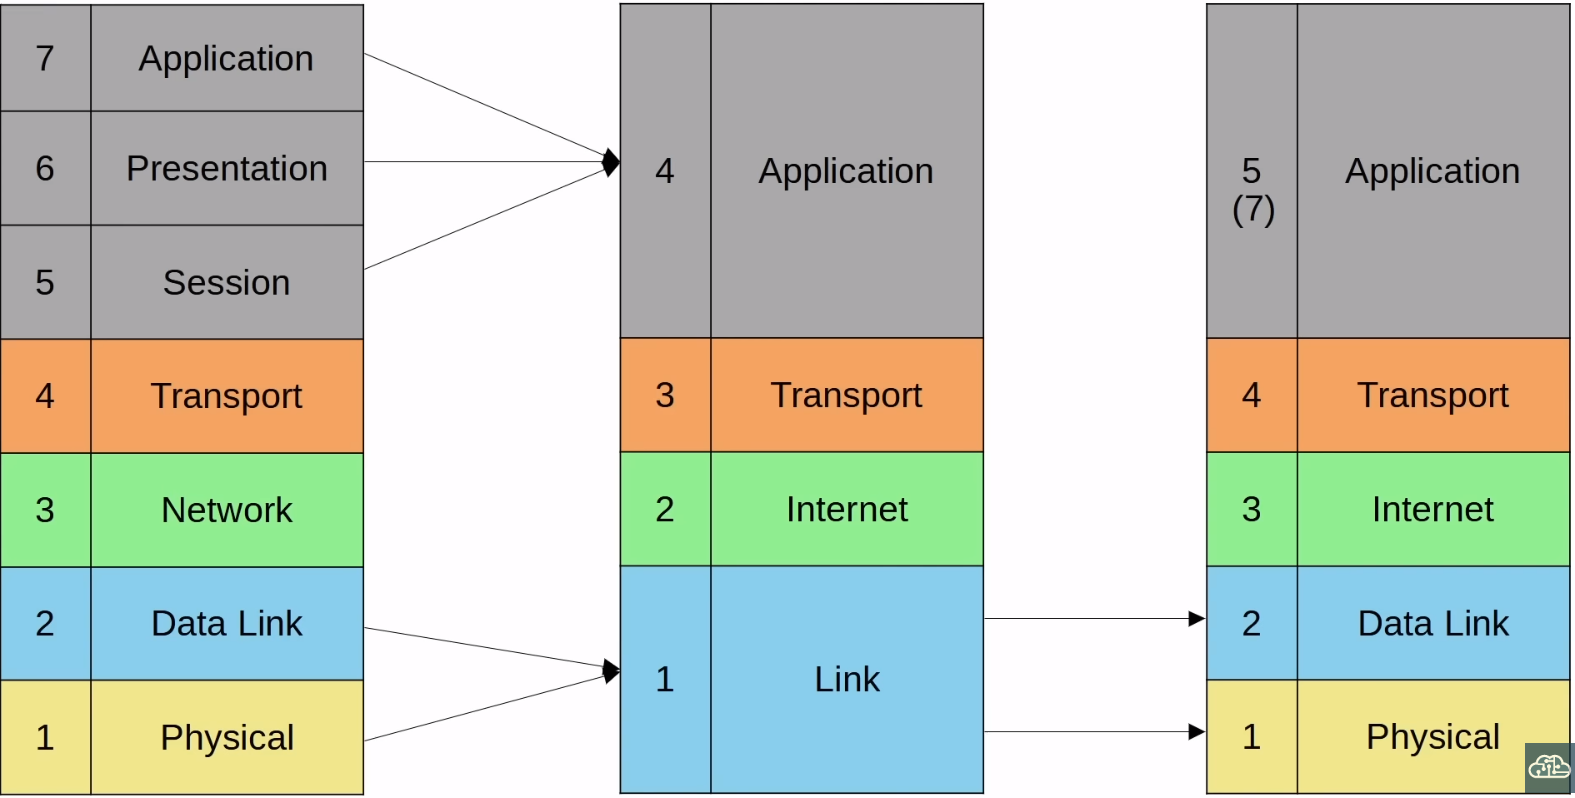 7 Application
6 Presentation
5 Session
4 Transport
3 Network
2 Data Link
1 Physical
4 Application
3 Transport
2 Internet
1 Link
5
(7)
Application
4 Transport
3 Internet
2 Data Link
1 Physical